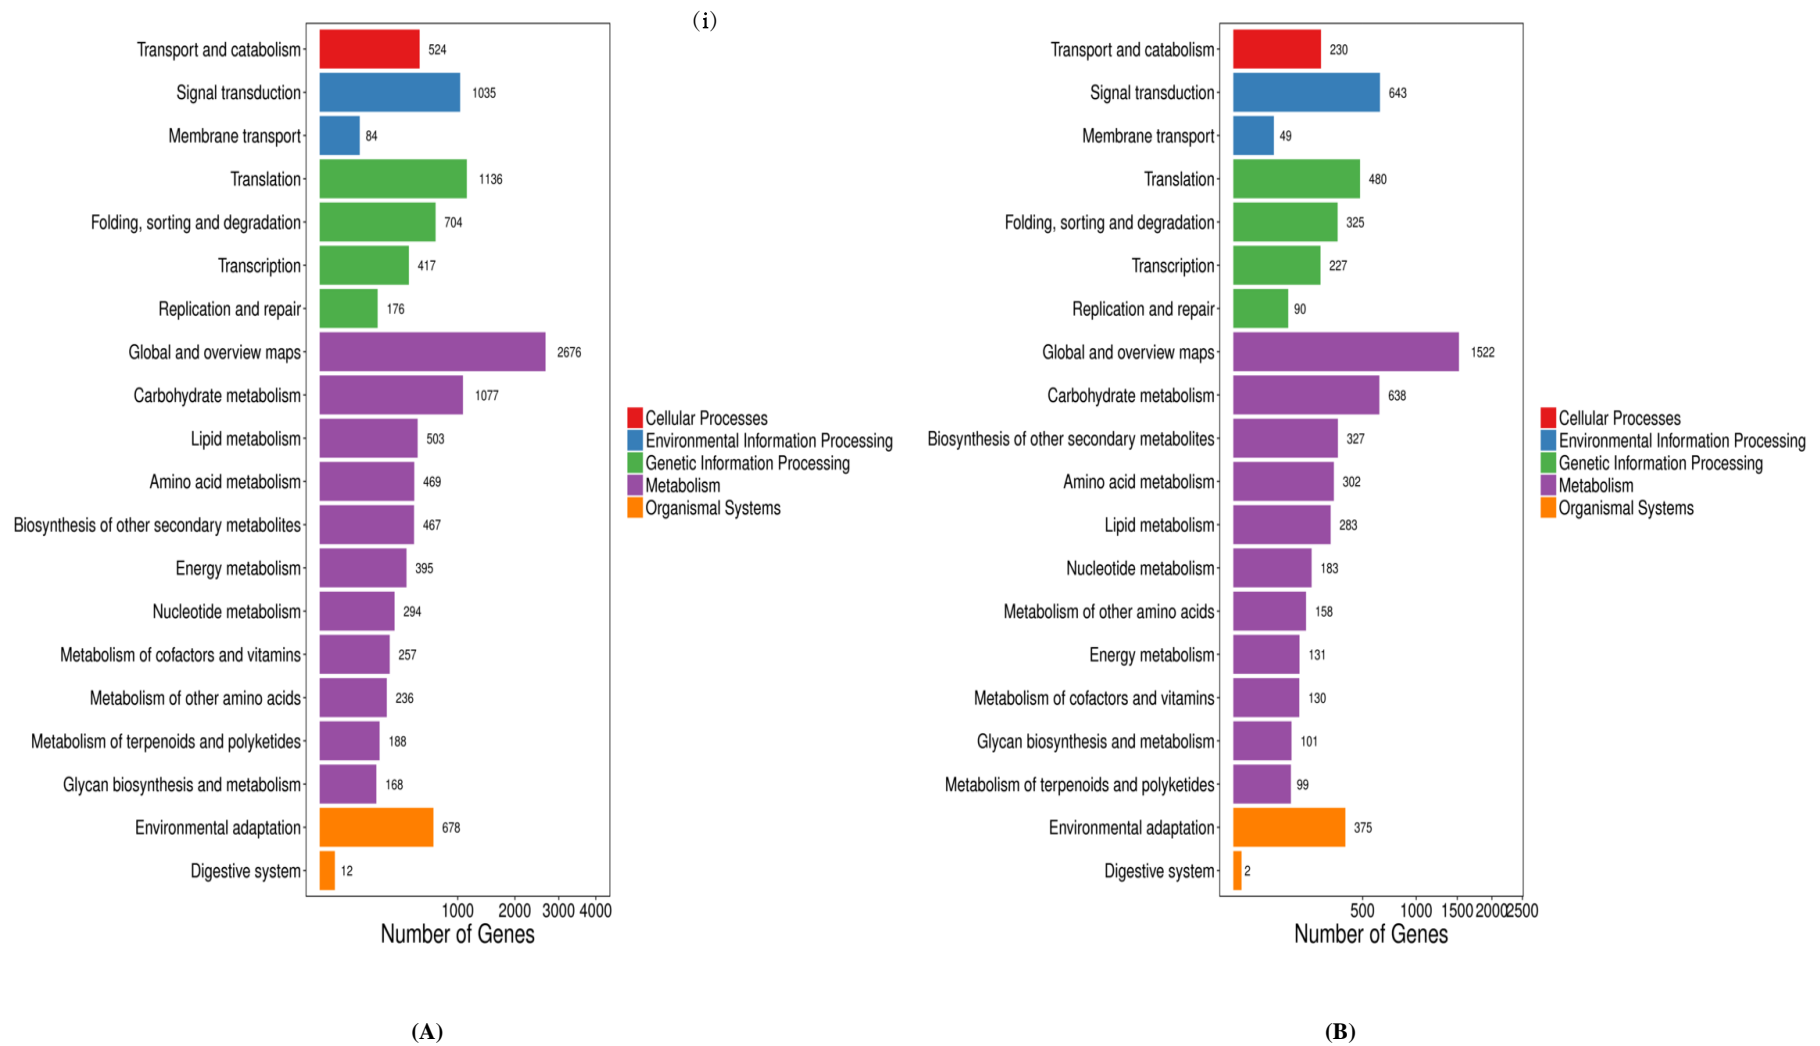 (i)
Transport and catabolism 524
Signal transduction 1035
Membrane transport 84
Translation 1136
Folding, sorting and degradation 704
Transcription 417
Replication and repair 176
Global and overview maps 2676
Carbohydrate metabolism 1077
Lipid metabolism 503
Amino acid metabolism 469
Biosynthesis of other secondary metabolites 467
Energy metabolism 395
Nucleotide metabolism 294
Metabolism of cofactors and vitamins 257
Metabolism of other amino acids 236
Metabolism of terpenoids and polyketides 188
Glycan biosynthesis and metabolism 168
Environmental adaptation 678
Digestive system 12
1000 2000 3000 4000
Number of Genes
Cellular Processes
Environmental Information Processing
Genetic Information Processing
Metabolism
Organismal Systems
(A)
Transport and catabolism 230
Signal transduction 643
Membrane transport 49
Translation 480
Folding, sorting and degradation 325
Transcription 227
Replication and repair 90
Global and overview maps 1522
Carbohydrate metabolism 638
Biosynthesis of other secondary metabolites 327
Amino acid metabolism 302
Lipid metabolism 283
Nucleotide metabolism 183
Metabolism of other amino acids 158
Energy metabolism 131
Metabolism of cofactors and vitamins 130
Glycan biosynthesis and metabolism 101
Metabolism of terpenoids and polyketides 99
Environmental adaptation 375
Digestive system 2
500 1000 1500 2000 2500
Number of Genes
Cellular Processes
Environmental Information Processing
Genetic Information Processing
Metabolism
Organismal Systems
(B)